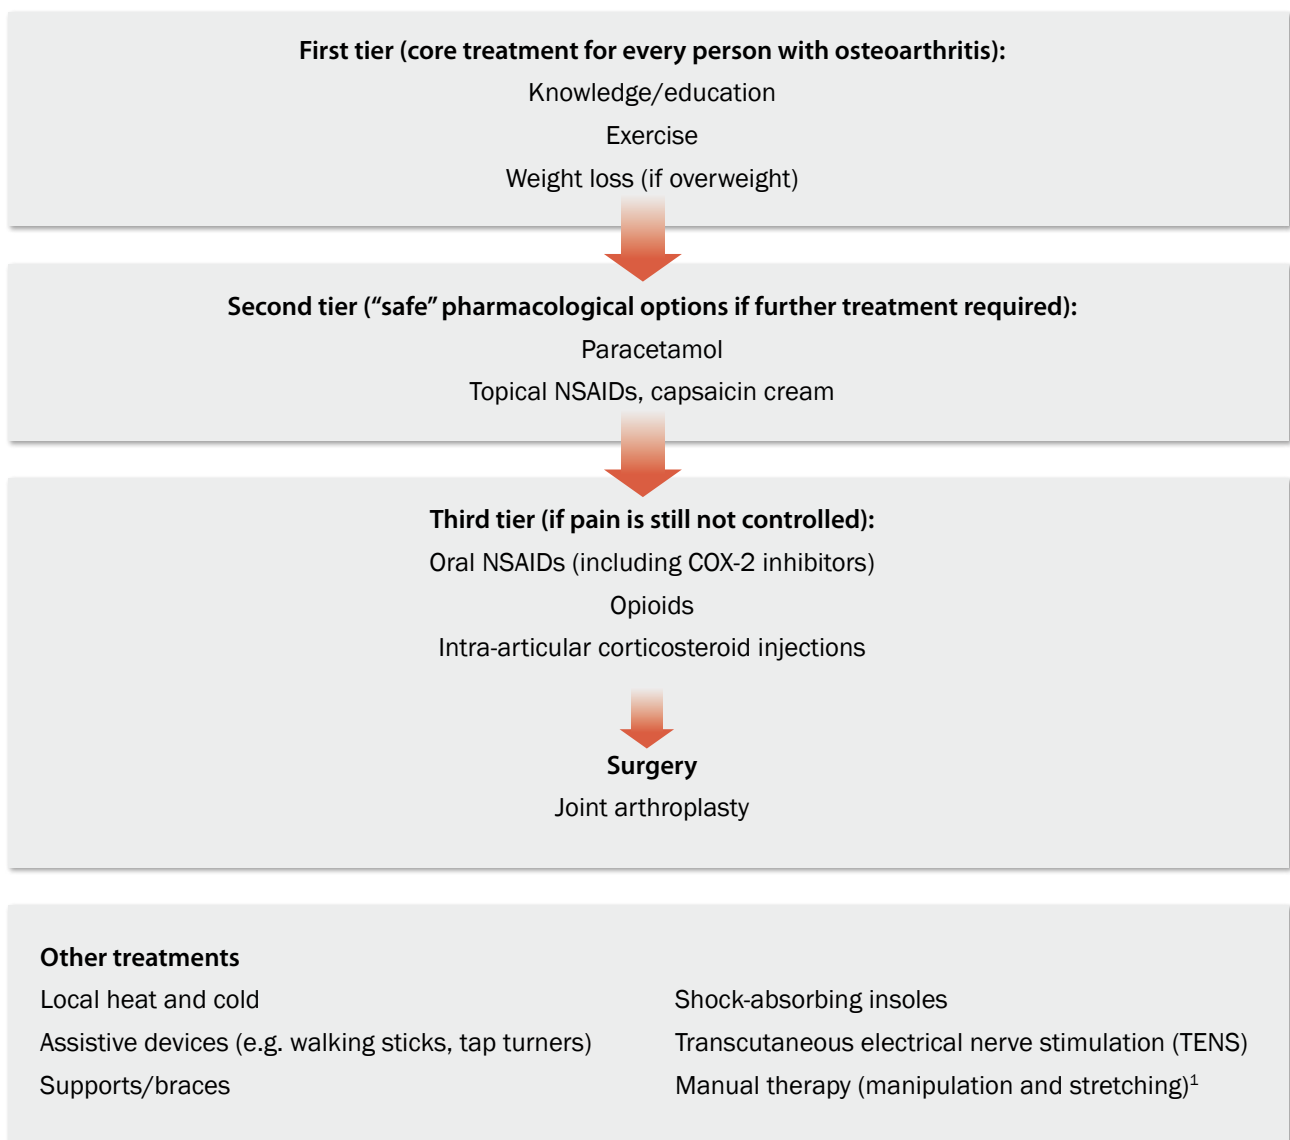 First tier (core treatment for every person with osteoarthritis):
Knowledge/education
Exercise
Weight loss (if overweight)
Second tier (“safe” pharmacological options if further treatment required):
Paracetamol
Topical NSAIDs, capsaicin cream
Third tier (if pain is still not controlled):
Oral NSAIDs (including COX-2 inhibitors)
Opioids
Intra-articular corticosteroid injections
Surgery
Joint arthroplasty
Other treatments
Local heat and cold
Assistive devices (e.g. walking sticks, tap turners)
Supports/braces
Shock-absorbing insoles
Transcutaneous electrical nerve stimulation (TENS)
Manual therapy (manipulation and stretching)¹